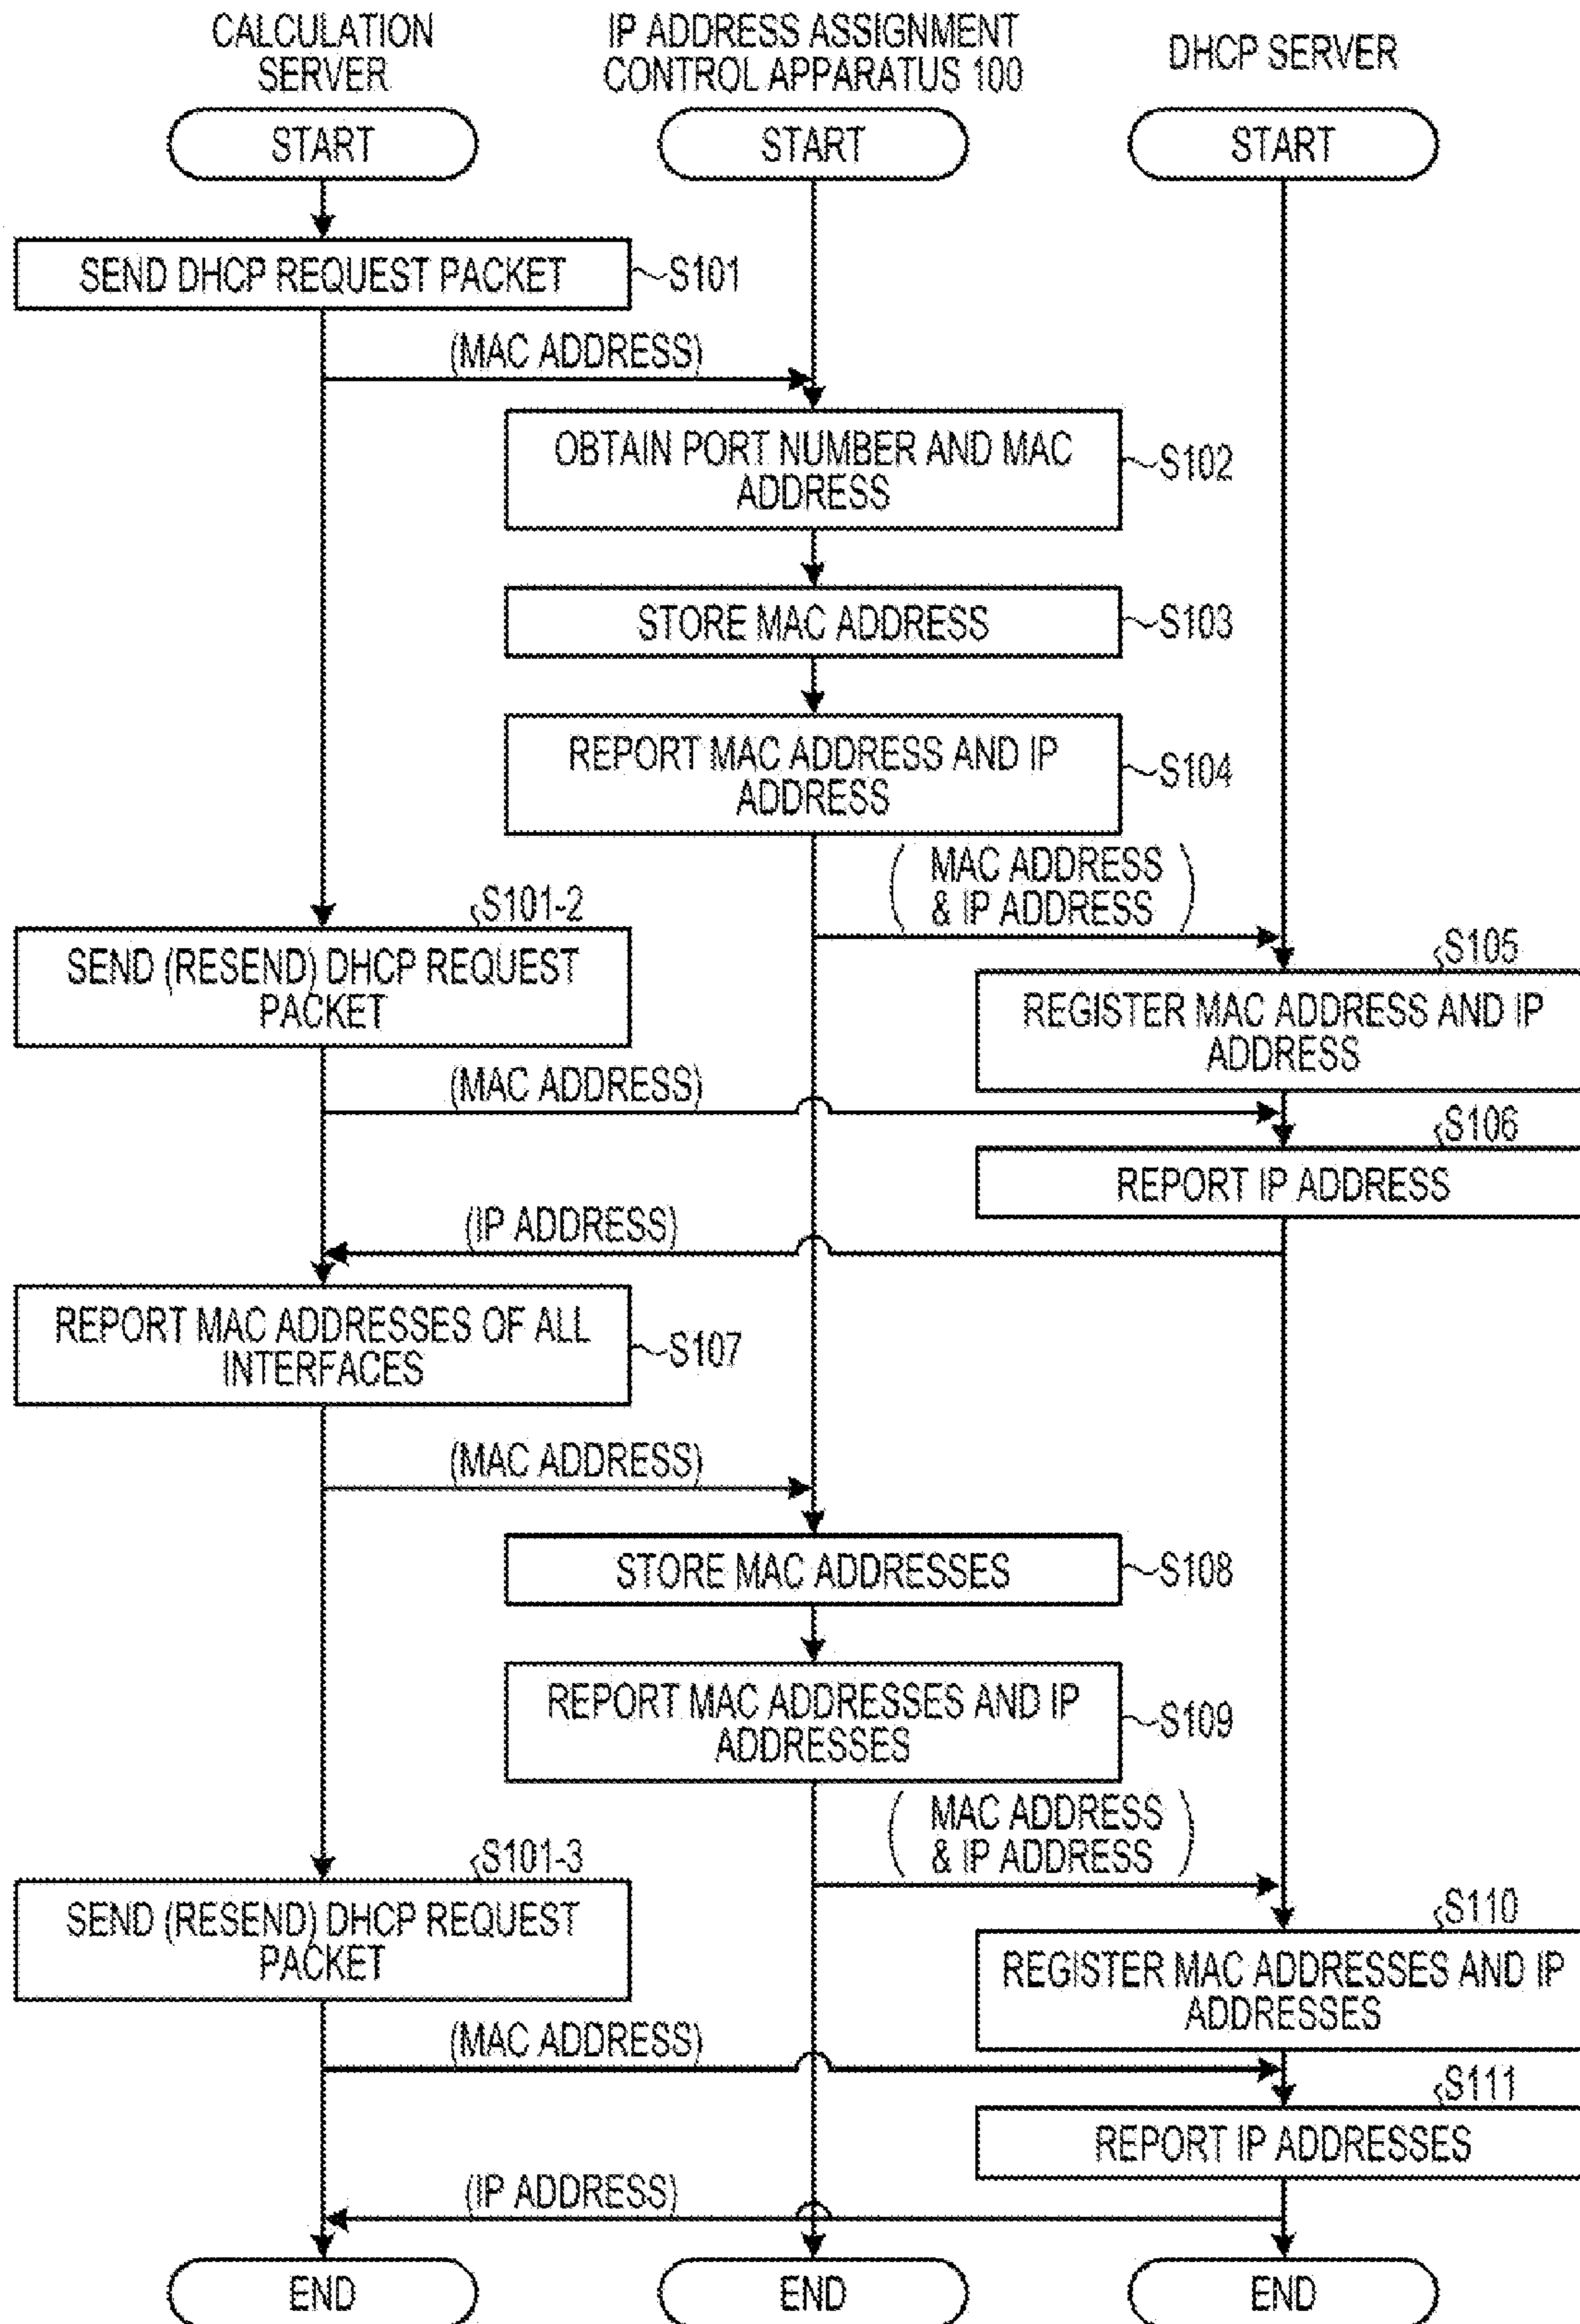 CALCULATION
SERVER
IP ADDRESS ASSIGNMENT
CONTROL APPARATUS 100
DHCP SERVER
START
START
START
SEND DHCP REQUEST PACKET
S101
(MAC ADDRESS)
OBTAIN PORT NUMBER AND MAC
ADDRESS
S102
STORE MAC ADDRESS
S103
REPORT MAC ADDRESS AND IP
ADDRESS
S104
(MAC ADDRESS
& IP ADDRESS)
S101-2
SEND (RESEND) DHCP REQUEST
PACKET
S105
REGISTER MAC ADDRESS AND IP
ADDRESS
(MAC ADDRESS)
S106
REPORT IP ADDRESS
(IP ADDRESS)
REPORT MAC ADDRESSES OF ALL
INTERFACES
S107
(MAC ADDRESS)
STORE MAC ADDRESSES
S108
REPORT MAC ADDRESSES AND IP
ADDRESSES
S109
(MAC ADDRESS
& IP ADDRESS)
S101-3
SEND (RESEND) DHCP REQUEST
PACKET
S110
REGISTER MAC ADDRESSES AND IP
ADDRESSES
(MAC ADDRESS)
S111
REPORT IP ADDRESSES
(IP ADDRESS)
END
END
END